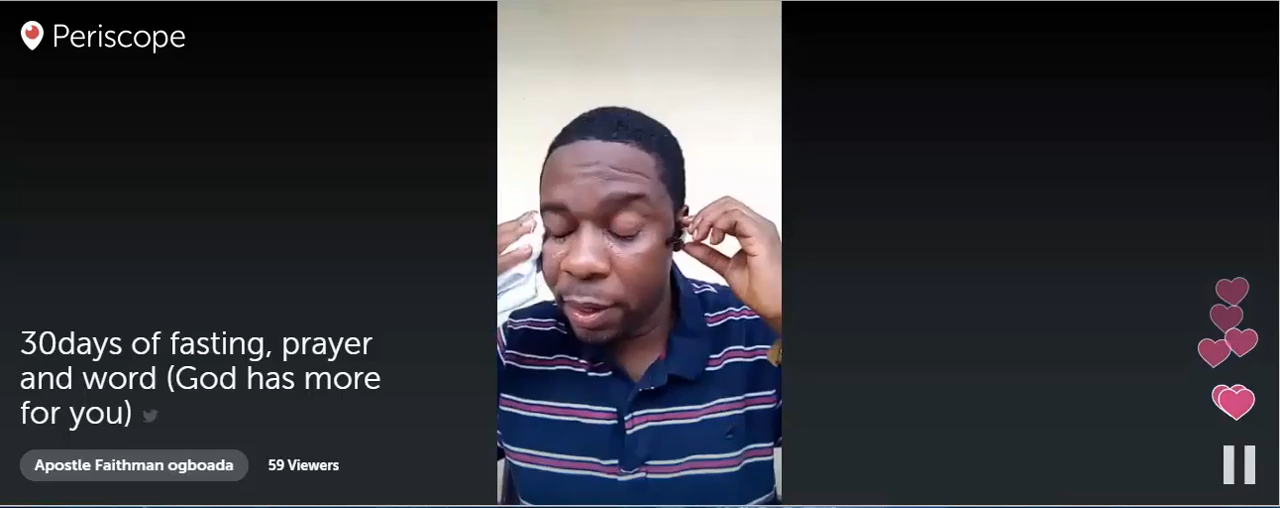 Periscope
30days of fasting, prayer
and word (God has more
for you)
Apostle Faithman ogboada
59 Viewers